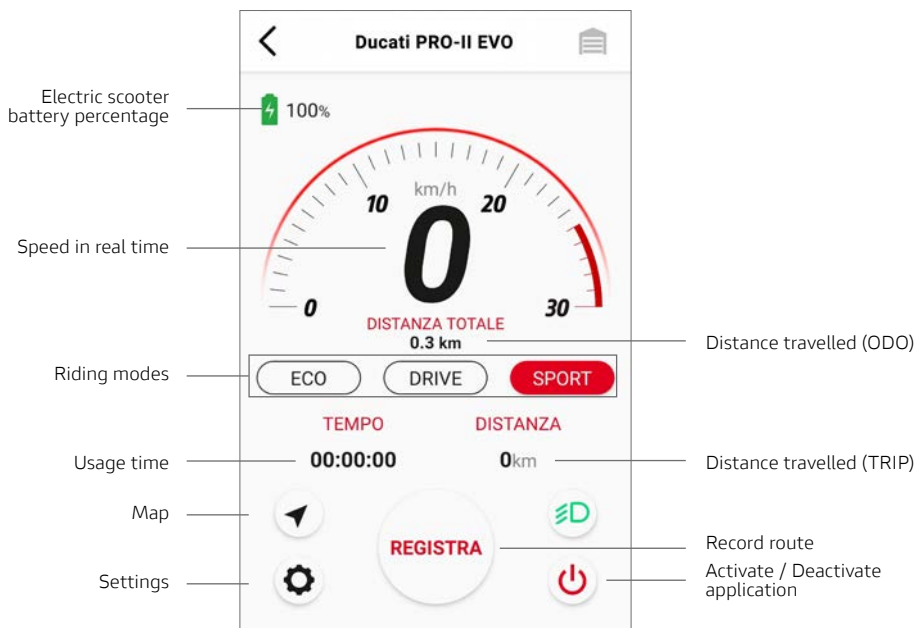 Ducati PRO-II EVO
Electric scooter
battery percentage
100%
km/h
10
20
Speed in real time
0
0
30
DISTANZA TOTALE
0.3 km
Distance travelled (ODO)
Riding modes
ECO
DRIVE
SPORT
TEMPO
DISTANZA
Usage time
00:00:00
0km
Distance travelled (TRIP)
Map
REGISTRA
Record route
Settings
Activate / Deactivate
application